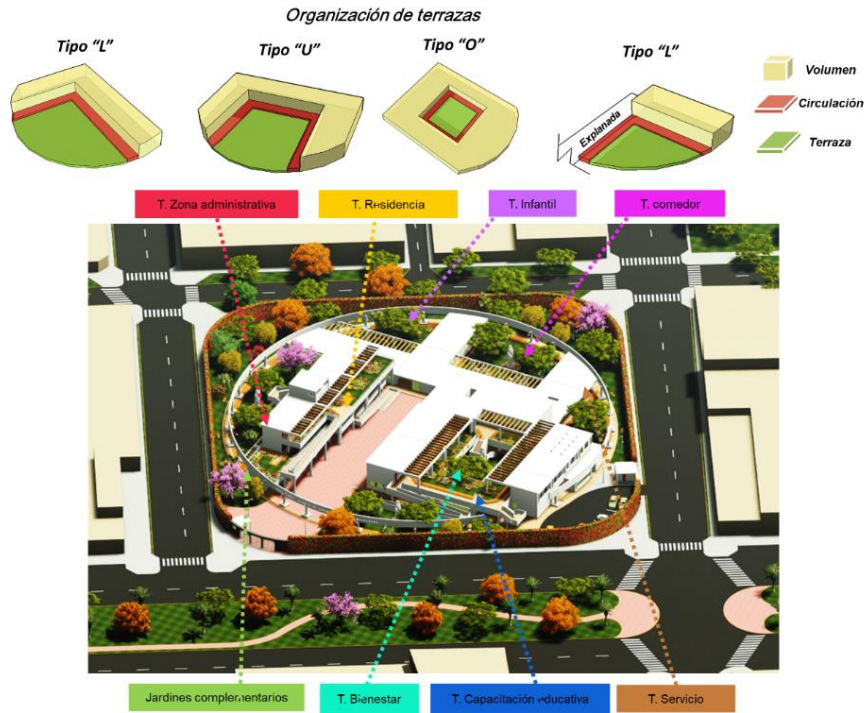 Organización de terrazas
Tipo “L”
Tipo “U”
Tipo “O”
Tipo “L”
Explanada
Volumen
Circulación
Terraza
T. Zona administrativa
T. Residencia
T. Infantil
T. comedor
Jardines complementarios
T. Bienestar
T. Capacitación educativa
T. Servicio